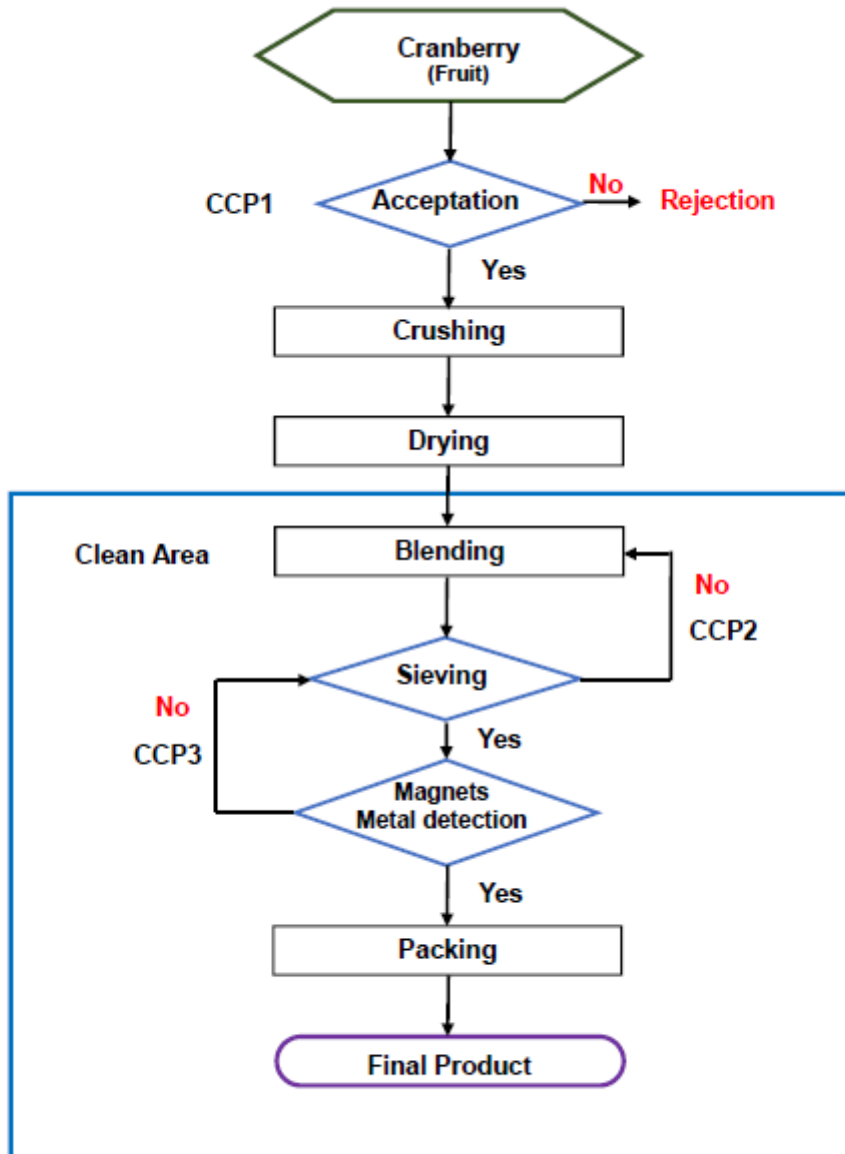 Cranberry
(Fruit)
CCP1
Acceptation
No
Rejection
Yes
Crushing
Drying
Clean Area
Blending
No
CCP2
Sieving
No
CCP3
Yes
Magnets
Metal detection
Yes
Packing
Final Product